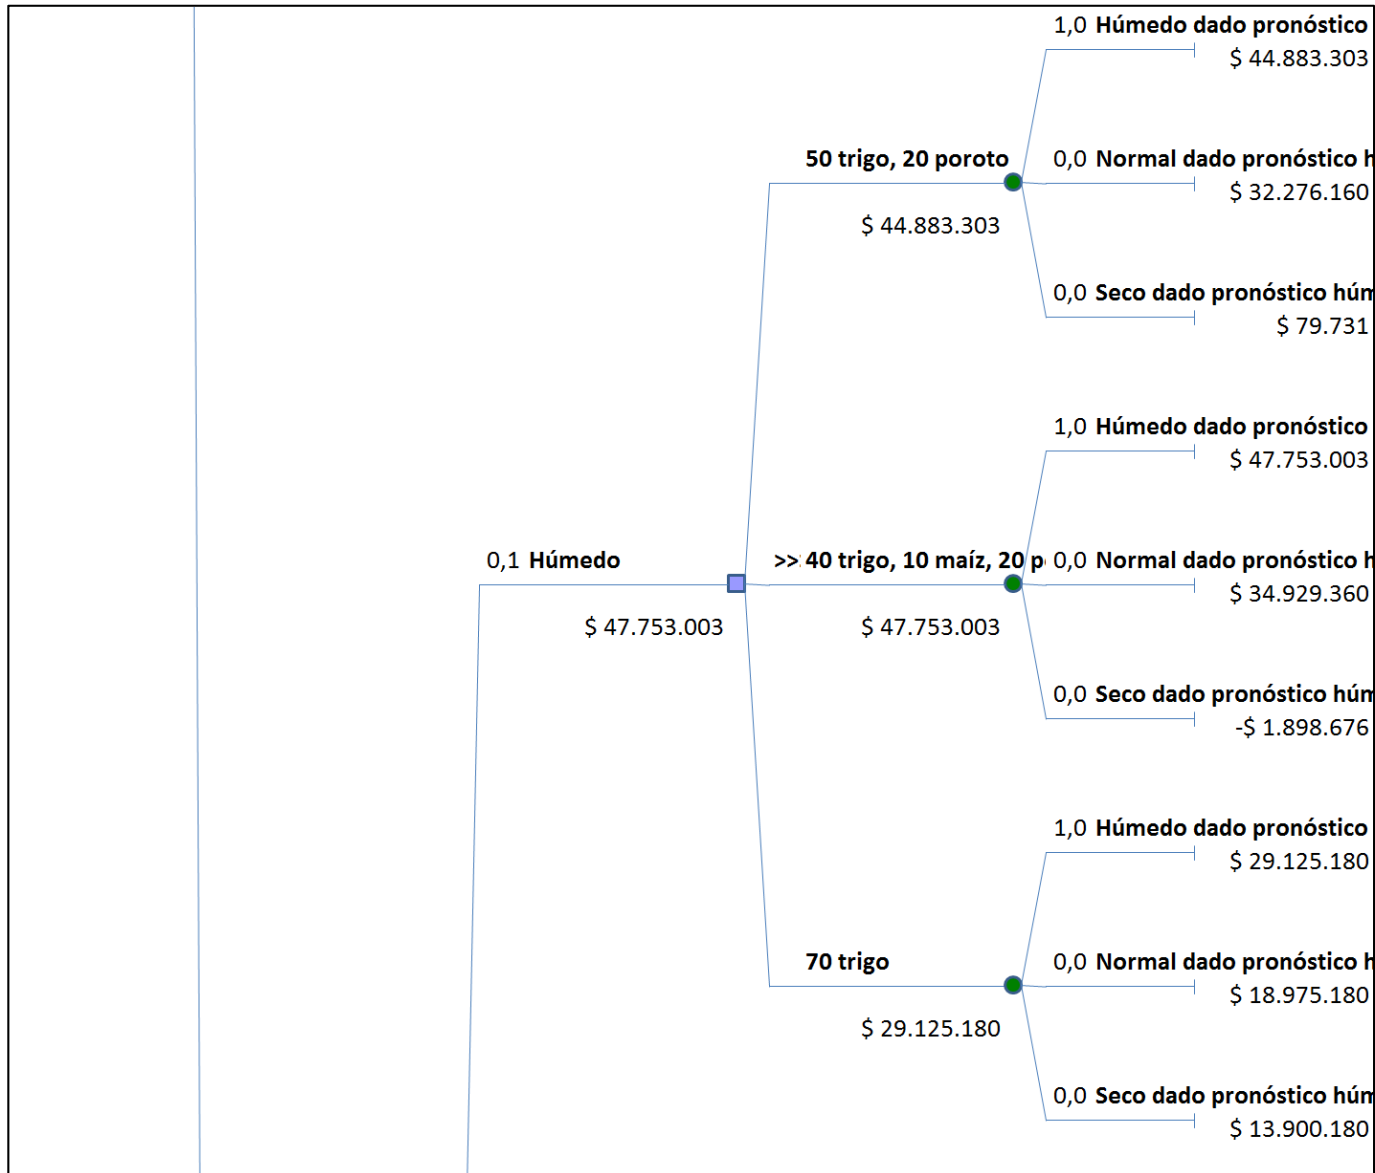 1,0 Húmedo dado pronóstico
$ 44.883.303
50 trigo, 20 poroto
0,0 Normal dado pronóstico
$ 32.276.160
$ 44.883.303
0,0 Seco dado pronóstico
$ 79.731
1,0 Húmedo dado pronóstico
$ 47.753.003
0,1 Húmedo
>> 40 trigo, 10 maíz, 20
0,0 Normal dado pronóstico
$ 34.929.360
$ 47.753.003
$ 47.753.003
0,0 Seco dado pronóstico
-$ 1.898.676
1,0 Húmedo dado pronóstico
$ 29.125.180
70 trigo
0,0 Normal dado pronóstico
$ 18.975.180
$ 29.125.180
0,0 Seco dado pronóstico
$ 13.900.180